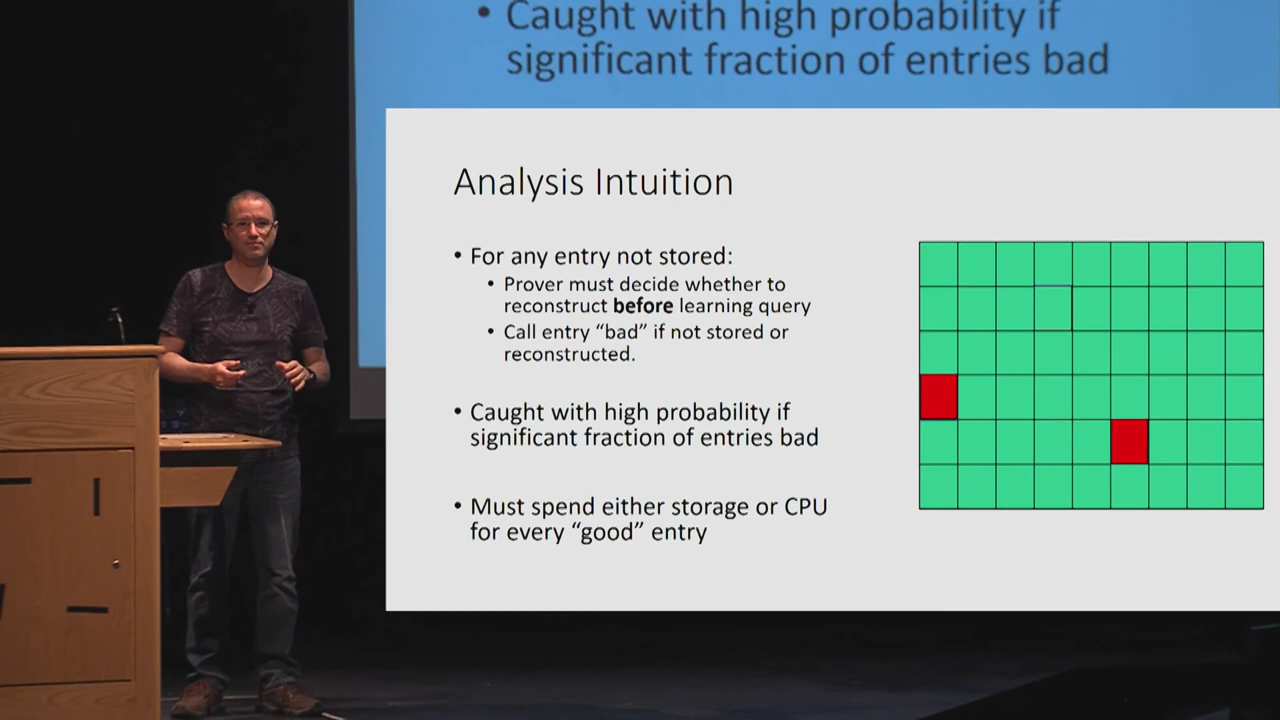 • Caught with high probability if
significant fraction of entries bad
Analysis Intuition
• For any entry not stored:
• Prover must decide whether to
reconstruct before learning query
• Call entry “bad” if not stored or
reconstructed.
• Caught with high probability if
significant fraction of entries bad
• Must spend either storage or CPU
for every “good” entry